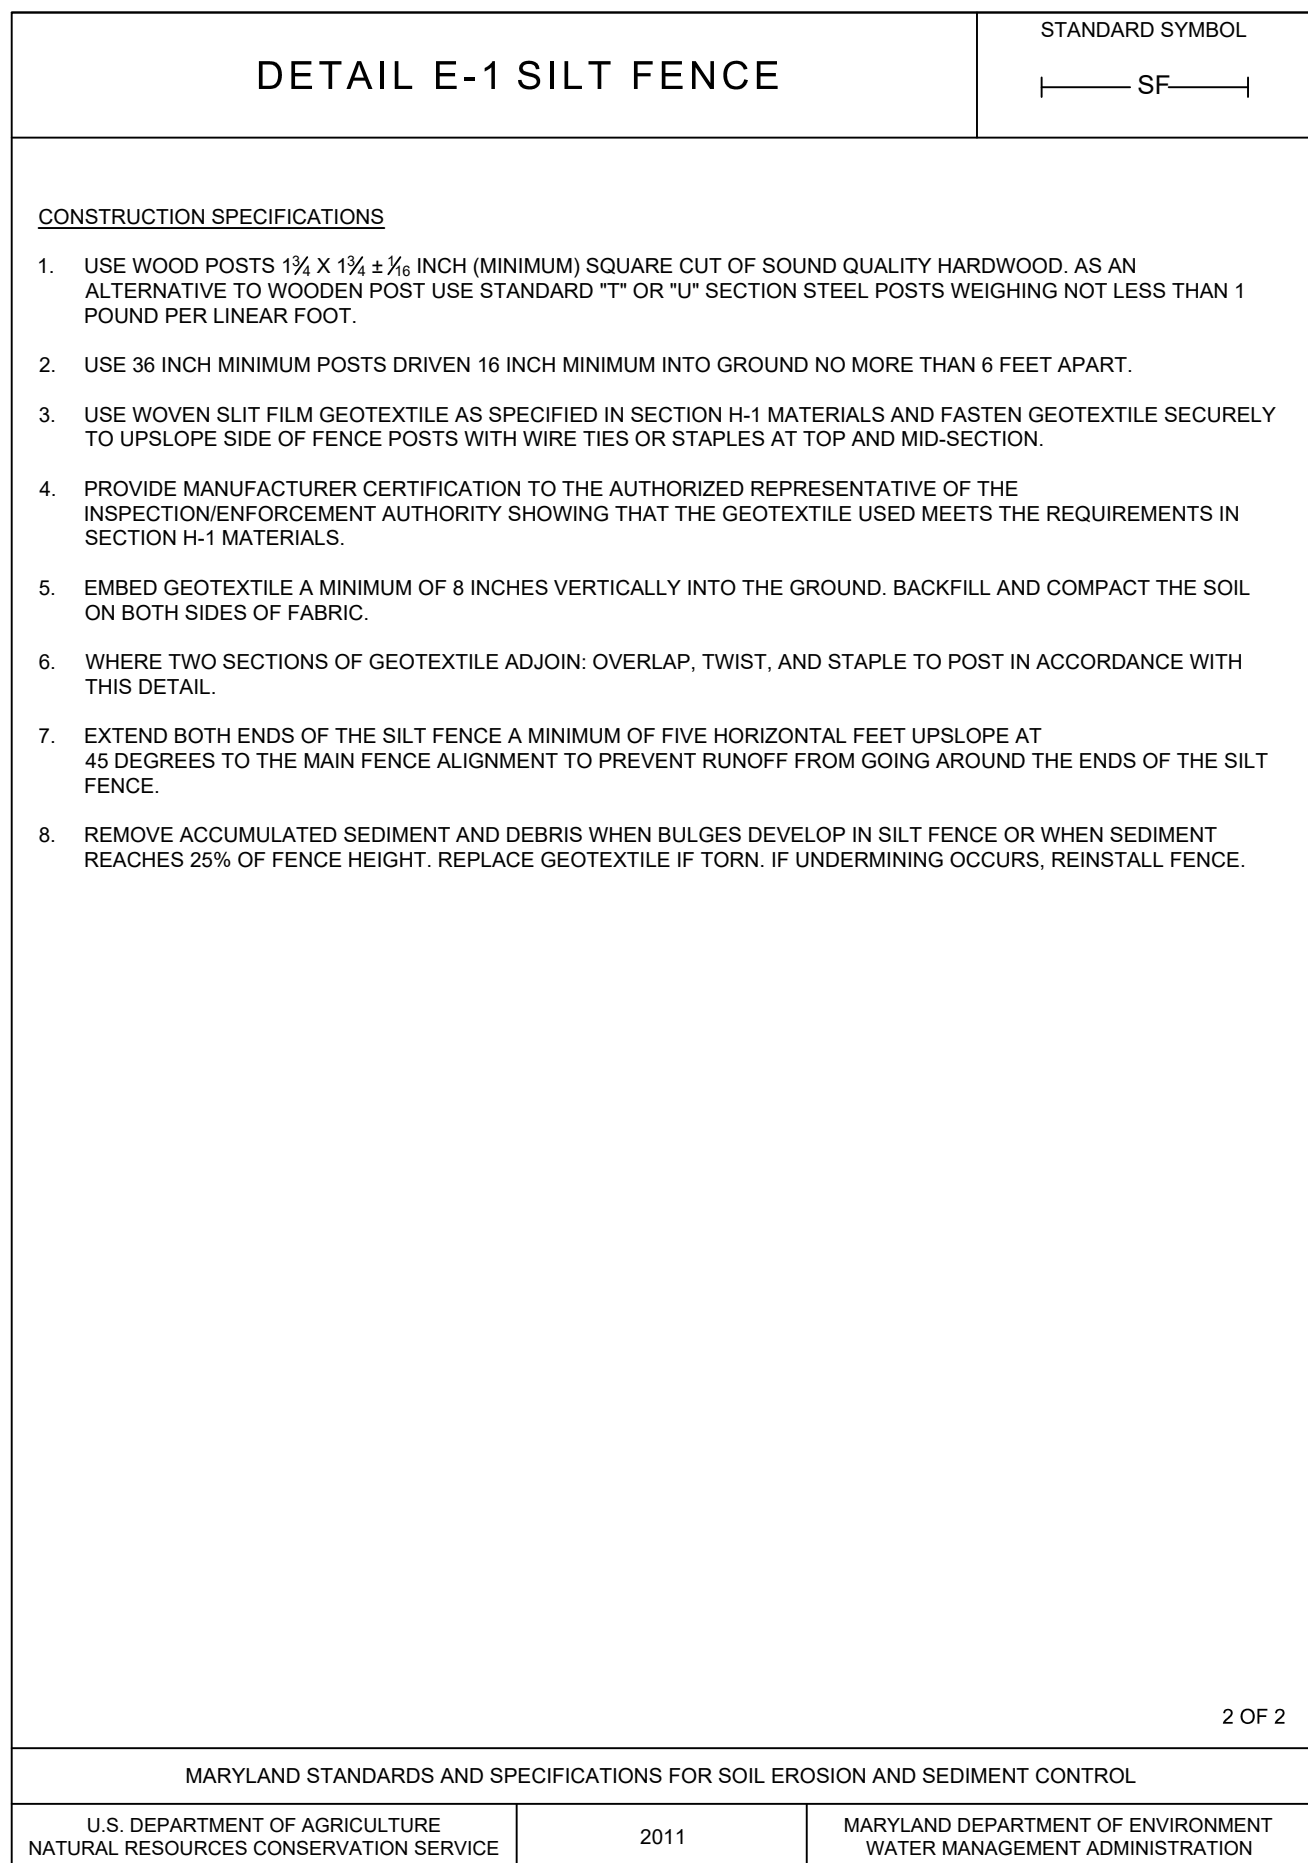 DETAIL E-1 SILT FENCE
STANDARD SYMBOL
SF
CONSTRUCTION SPECIFICATIONS
1. USE WOOD POSTS 1¾ X 1¾ ± 1⁄16 INCH (MINIMUM) SQUARE CUT OF SOUND QUALITY HARDWOOD. AS AN
ALTERNATIVE TO WOODEN POST USE STANDARD "T" OR "U" SECTION STEEL POSTS WEIGHING NOT LESS THAN 1
POUND PER LINEAR FOOT.
2. USE 36 INCH MINIMUM POSTS DRIVEN 16 INCH MINIMUM INTO GROUND NO MORE THAN 6 FEET APART.
3. USE WOVEN SLIT FILM GEOTEXTILE AS SPECIFIED IN SECTION H-1 MATERIALS AND FASTEN GEOTEXTILE SECURELY
TO UPSLOPE SIDE OF FENCE POSTS WITH WIRE TIES OR STAPLES AT TOP AND MID-SECTION.
4. PROVIDE MANUFACTURER CERTIFICATION TO THE AUTHORIZED REPRESENTATIVE OF THE
INSPECTION/ENFORCEMENT AUTHORITY SHOWING THAT THE GEOTEXTILE USED MEETS THE REQUIREMENTS IN
SECTION H-1 MATERIALS.
5. EMBED GEOTEXTILE A MINIMUM OF 8 INCHES VERTICALLY INTO THE GROUND. BACKFILL AND COMPACT THE SOIL
ON BOTH SIDES OF FABRIC.
6. WHERE TWO SECTIONS OF GEOTEXTILE ADJOIN: OVERLAP, TWIST, AND STAPLE TO POST IN ACCORDANCE WITH
THIS DETAIL.
7. EXTEND BOTH ENDS OF THE SILT FENCE A MINIMUM OF FIVE HORIZONTAL FEET UPSLOPE AT
45 DEGREES TO THE MAIN FENCE ALIGNMENT TO PREVENT RUNOFF FROM GOING AROUND THE ENDS OF THE SILT
FENCE.
8. REMOVE ACCUMULATED SEDIMENT AND DEBRIS WHEN BULGES DEVELOP IN SILT FENCE OR WHEN SEDIMENT
REACHES 25% OF FENCE HEIGHT. REPLACE GEOTEXTILE IF TORN. IF UNDERMINING OCCURS, REINSTALL FENCE.
2 OF 2
MARYLAND STANDARDS AND SPECIFICATIONS FOR SOIL EROSION AND SEDIMENT CONTROL
U.S. DEPARTMENT OF AGRICULTURE
NATURAL RESOURCES CONSERVATION SERVICE
2011
MARYLAND DEPARTMENT OF ENVIRONMENT
WATER MANAGEMENT ADMINISTRATION